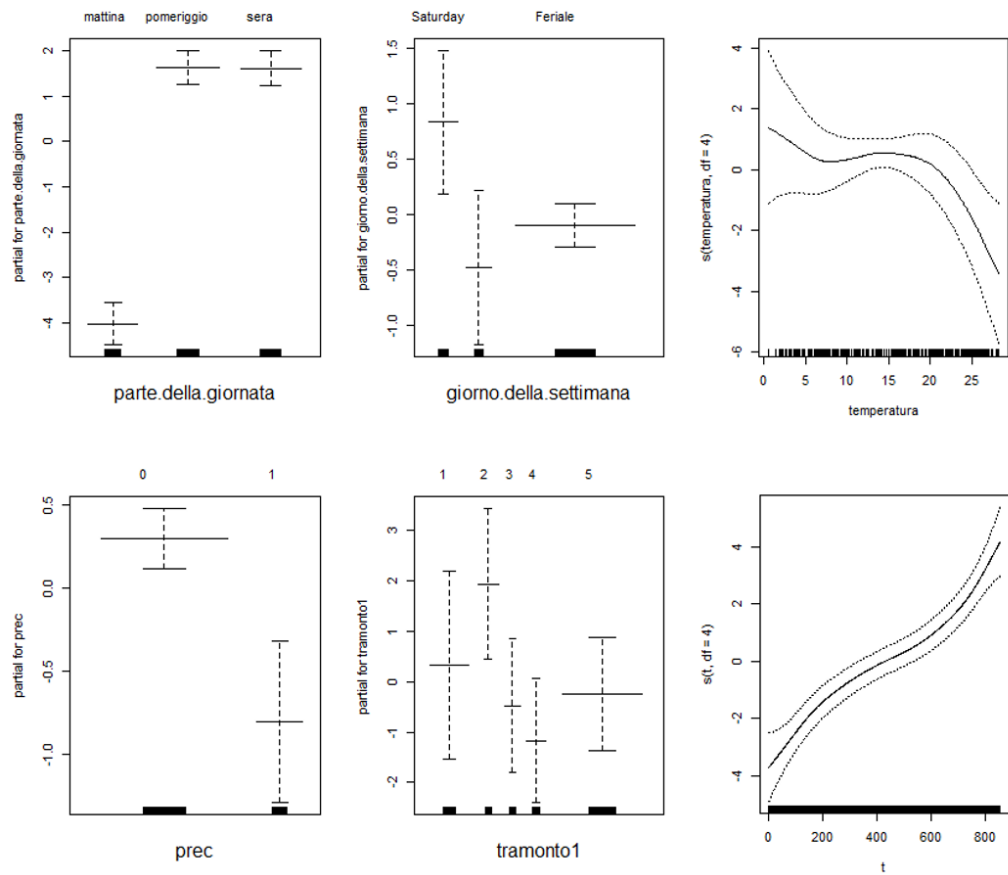 mattina pomeriggio sera
2
1
0
-1
-2
-3
-4
partial for parte.della.giornata
parte.della.giornata
Saturday Feriale
1.5
1.0
0.5
0.0
-0.5
-1.0
partial for giorno.della.settimana
giorno.della.settimana
4
2
0
-2
-4
-6
s(temperatura, df = 4)
0 5 10 15 20 25
temperatura
0 1
0.5
0.0
-0.5
-1.0
partial for prec
prec
1 2 3 4 5
3
2
1
0
-1
-2
partial for tramonto1
tramonto1
4
2
0
-2
-4
s(t, df = 4)
0 200 400 600 800
t